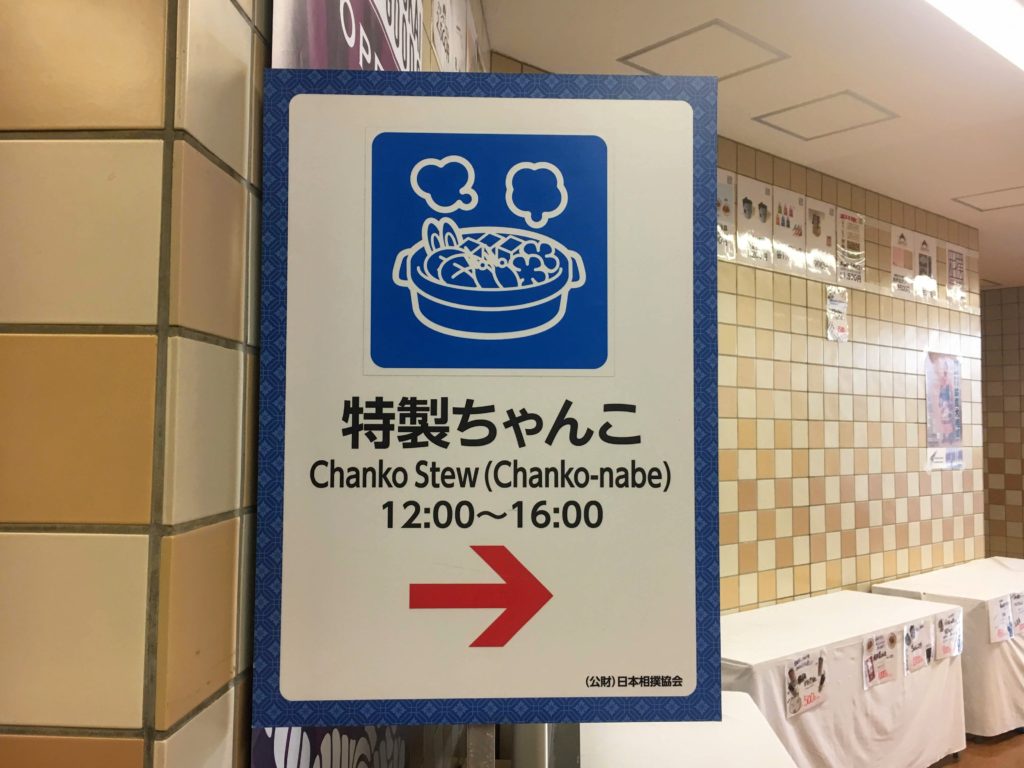 OPE
特製ちゃんこ
Chanko Stew (Chanko-nabe)
12:00～16:00
(公財)日本相撲協会